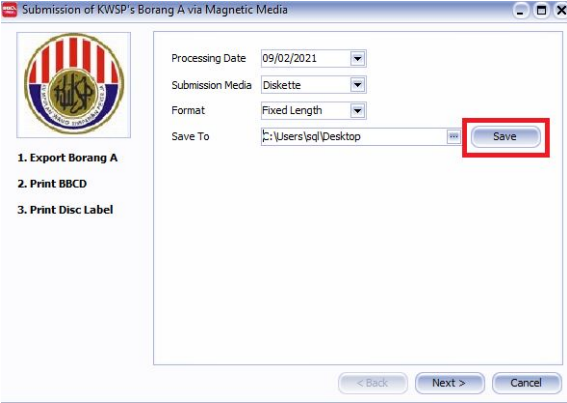 Submission of KWSP's Borang A via Magnetic Media
Processing Date 09/02/2021
Submission Media Diskette
Format Fixed Length
Save To C:\Users\sql\Desktop ... Save
KWSP
1. Export Borang A
2. Print BBCD
3. Print Disc Label
< Back Next > Cancel